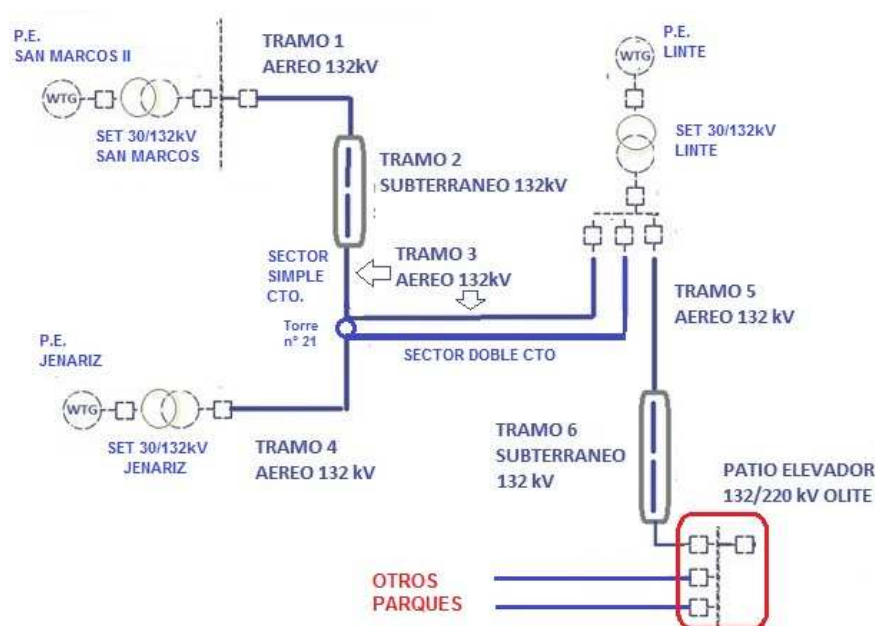 P.E.
SAN MARCOS II
WTG
SET 30/132kV
SAN MARCOS
TRAMO 1
AEREO 132kV
P.E.
LINTE
WTG
SET 30/132kV
LINTE
TRAMO 2
SUBTERRANEO 132kV
SECTOR
SIMPLE
CTO.
TRAMO 3
AEREO 132kV
Torre
n° 21
SECTOR DOBLE CTO
TRAMO 5
AEREO 132 kV
P.E.
JENARIZ
WTG
SET 30/132kV
JENARIZ
TRAMO 4
AEREO 132 kV
TRAMO 6
SUBTERRANEO
132 kV
PATIO ELEVADOR
132/220 kV OLITE
OTROS
PARQUES